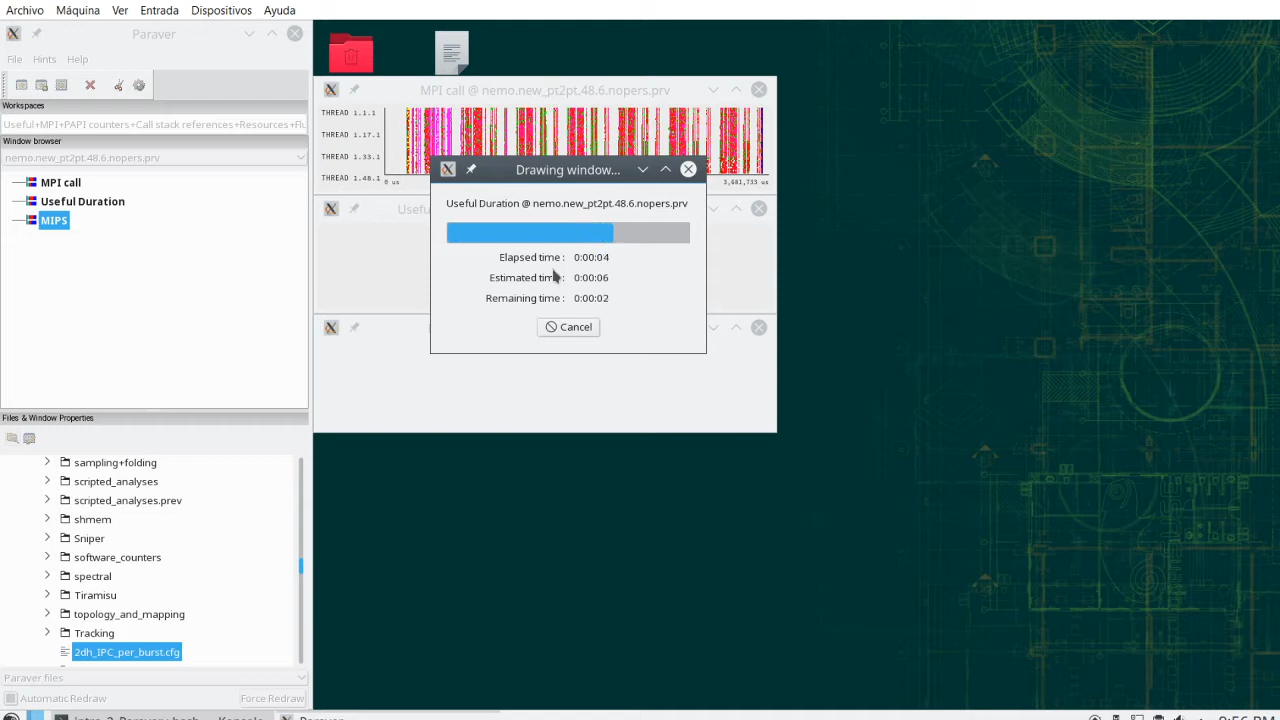 Archivo Máquina Ver Entrada Dispositivos Ayuda
Paraver
File Hints Help
Workspaces
Useful+MPI+PAPI counters+Call stack references+Resources+Flu
Window browser
nemo.new_pt2pt.48.6.nopers.prv
MPI call
Useful Duration
MIPS
Files & Window Properties
sampling+folding
scripted_analyses
scripted_analyses.prev
shmem
Sniper
software_counters
spectral
Tiramisu
topology_and_mapping
Tracking
2dh_IPC_per_burst.cfg
Paraver files
Automatic Redraw
Force Redraw
MPI call @ nemo.new_pt2pt.48.6.nopers.prv
THREAD 1.1.1
THREAD 1.17.1
THREAD 1.33.1
THREAD 1.48.1
0 us
3,681,733 us
Drawing window...
Useful Duration @ nemo.new_pt2pt.48.6.nopers.prv
Elapsed time : 0:00:04
Estimated time : 0:00:06
Remaining time : 0:00:02
Cancel